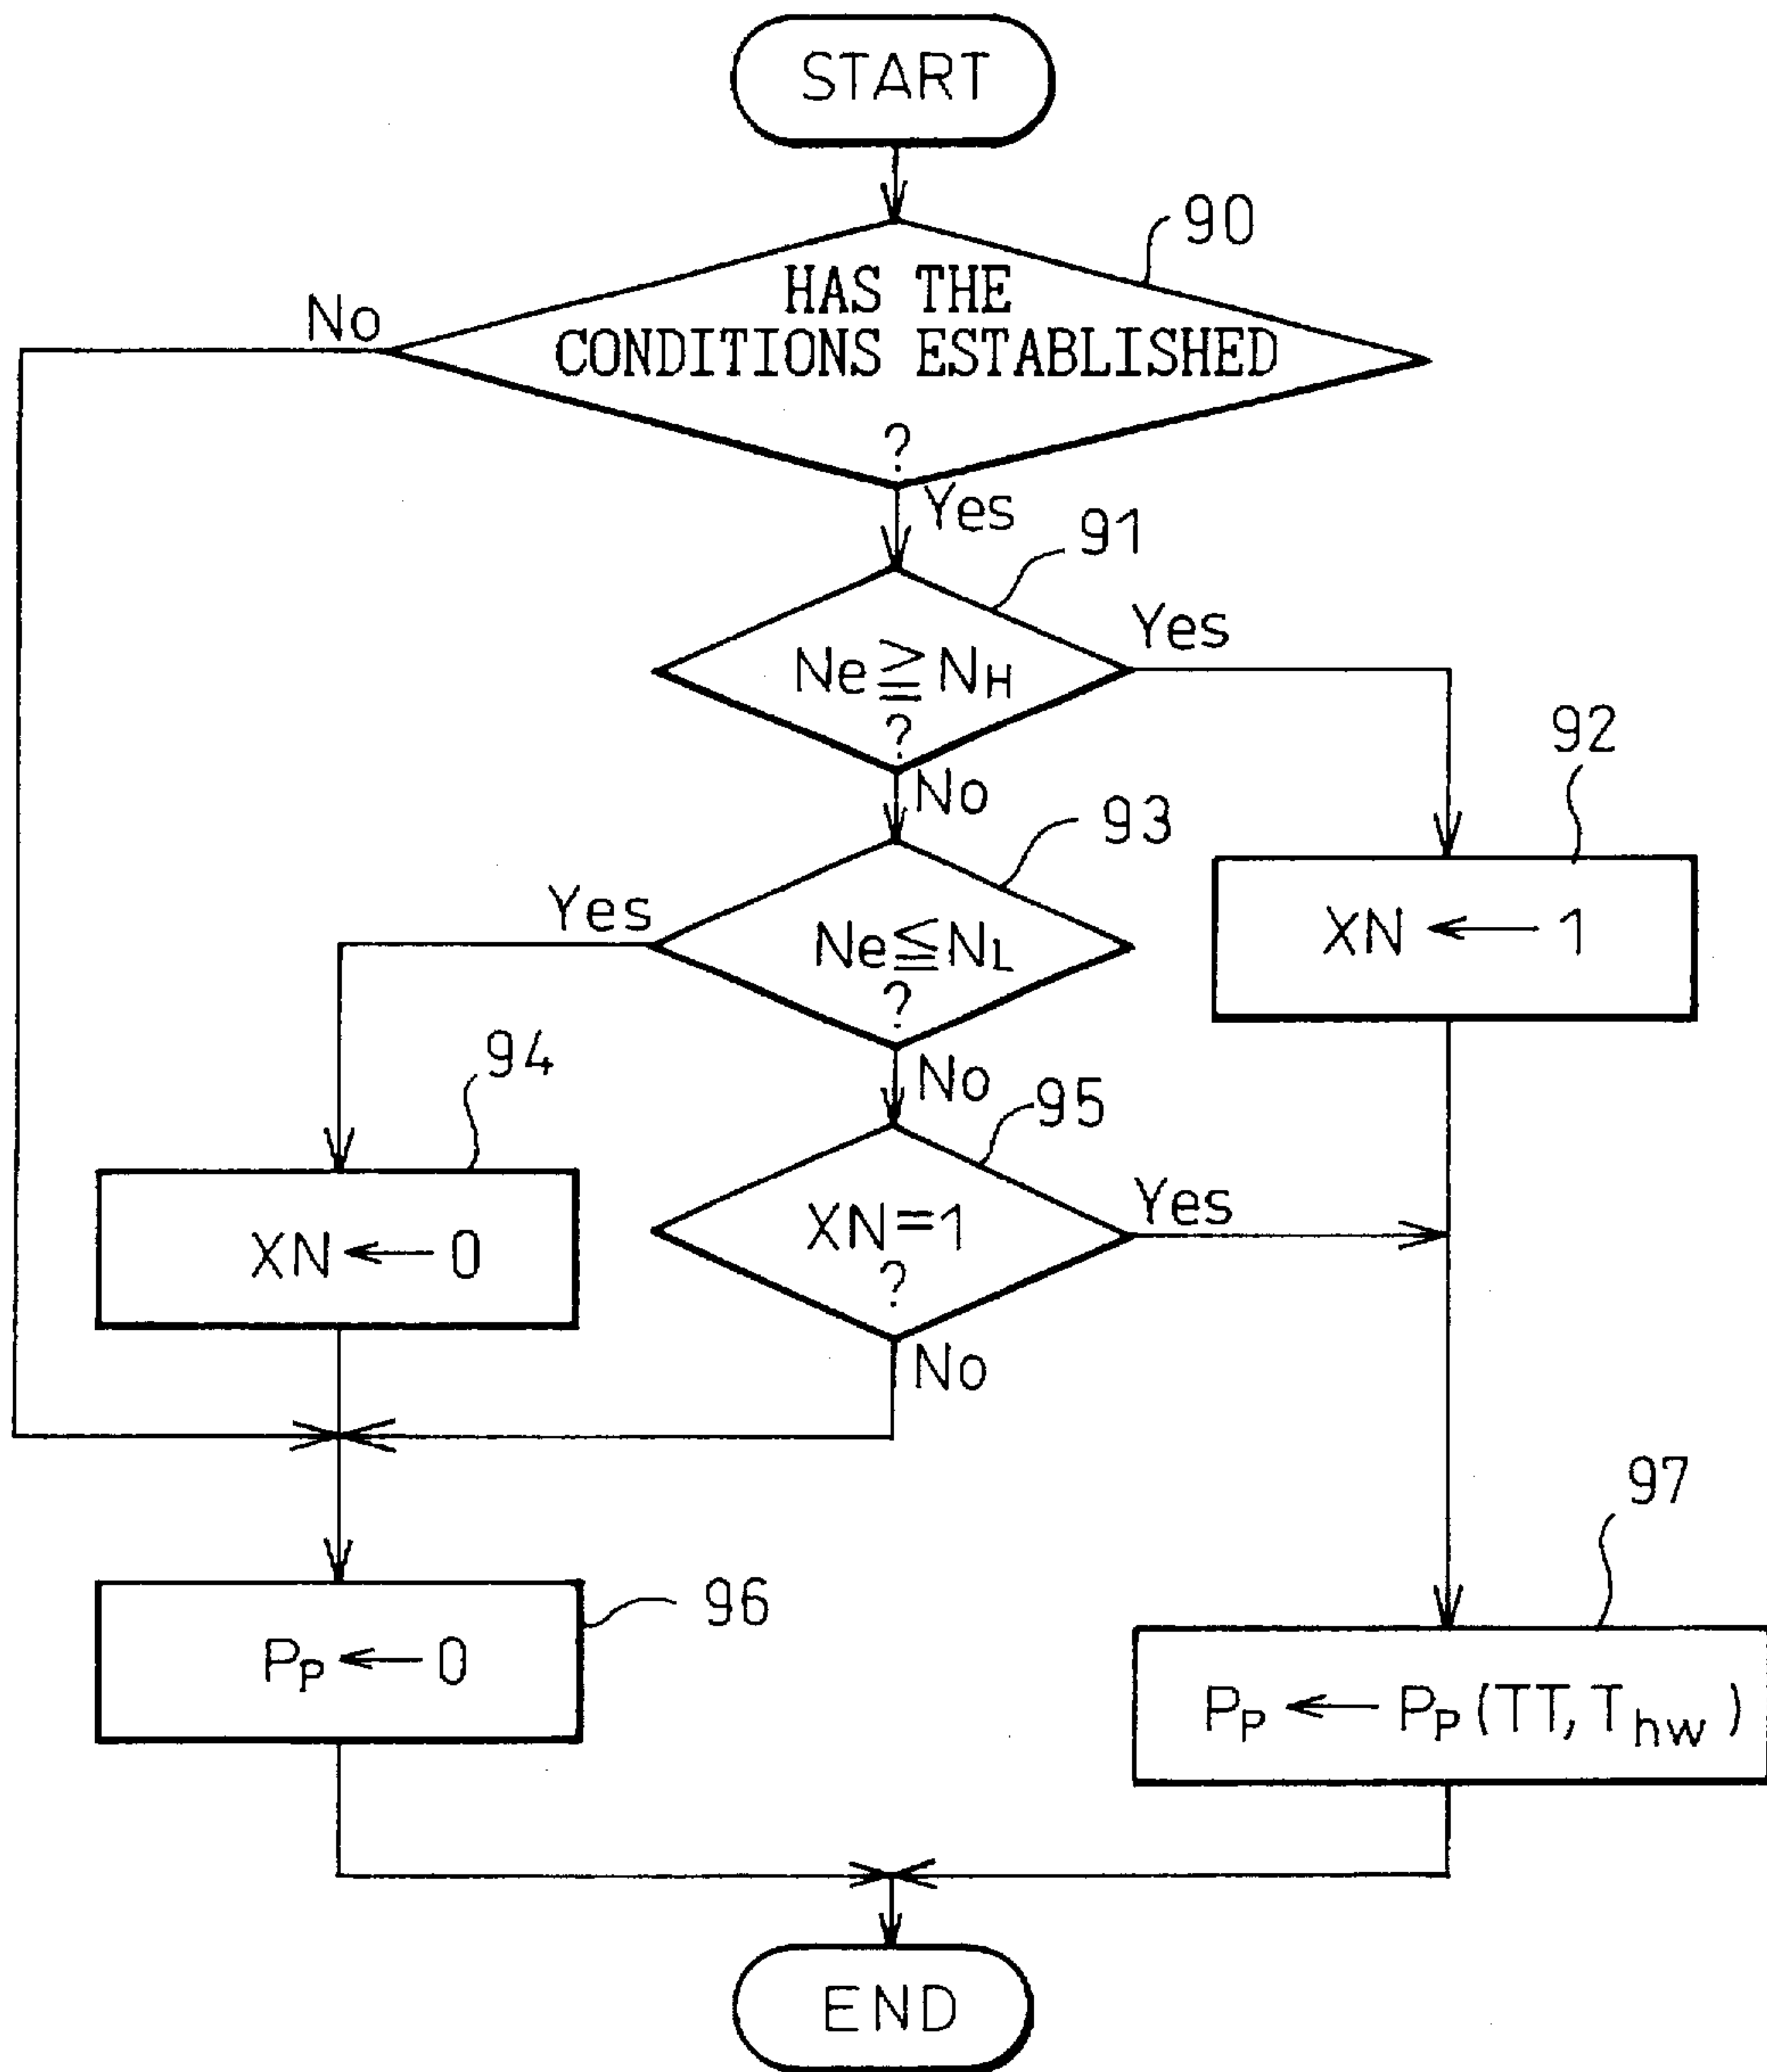 START
90
HAS THE
CONDITIONS ESTABLISHED
?
No
Yes
91
Ne ≧ NH
?
Yes
No
92
XN ← 1
93
Ne ≦ NL
?
Yes
No
94
XN ← 0
95
XN=1
?
Yes
No
96
PP ← 0
97
PP ← PP (TT, Thw)
END